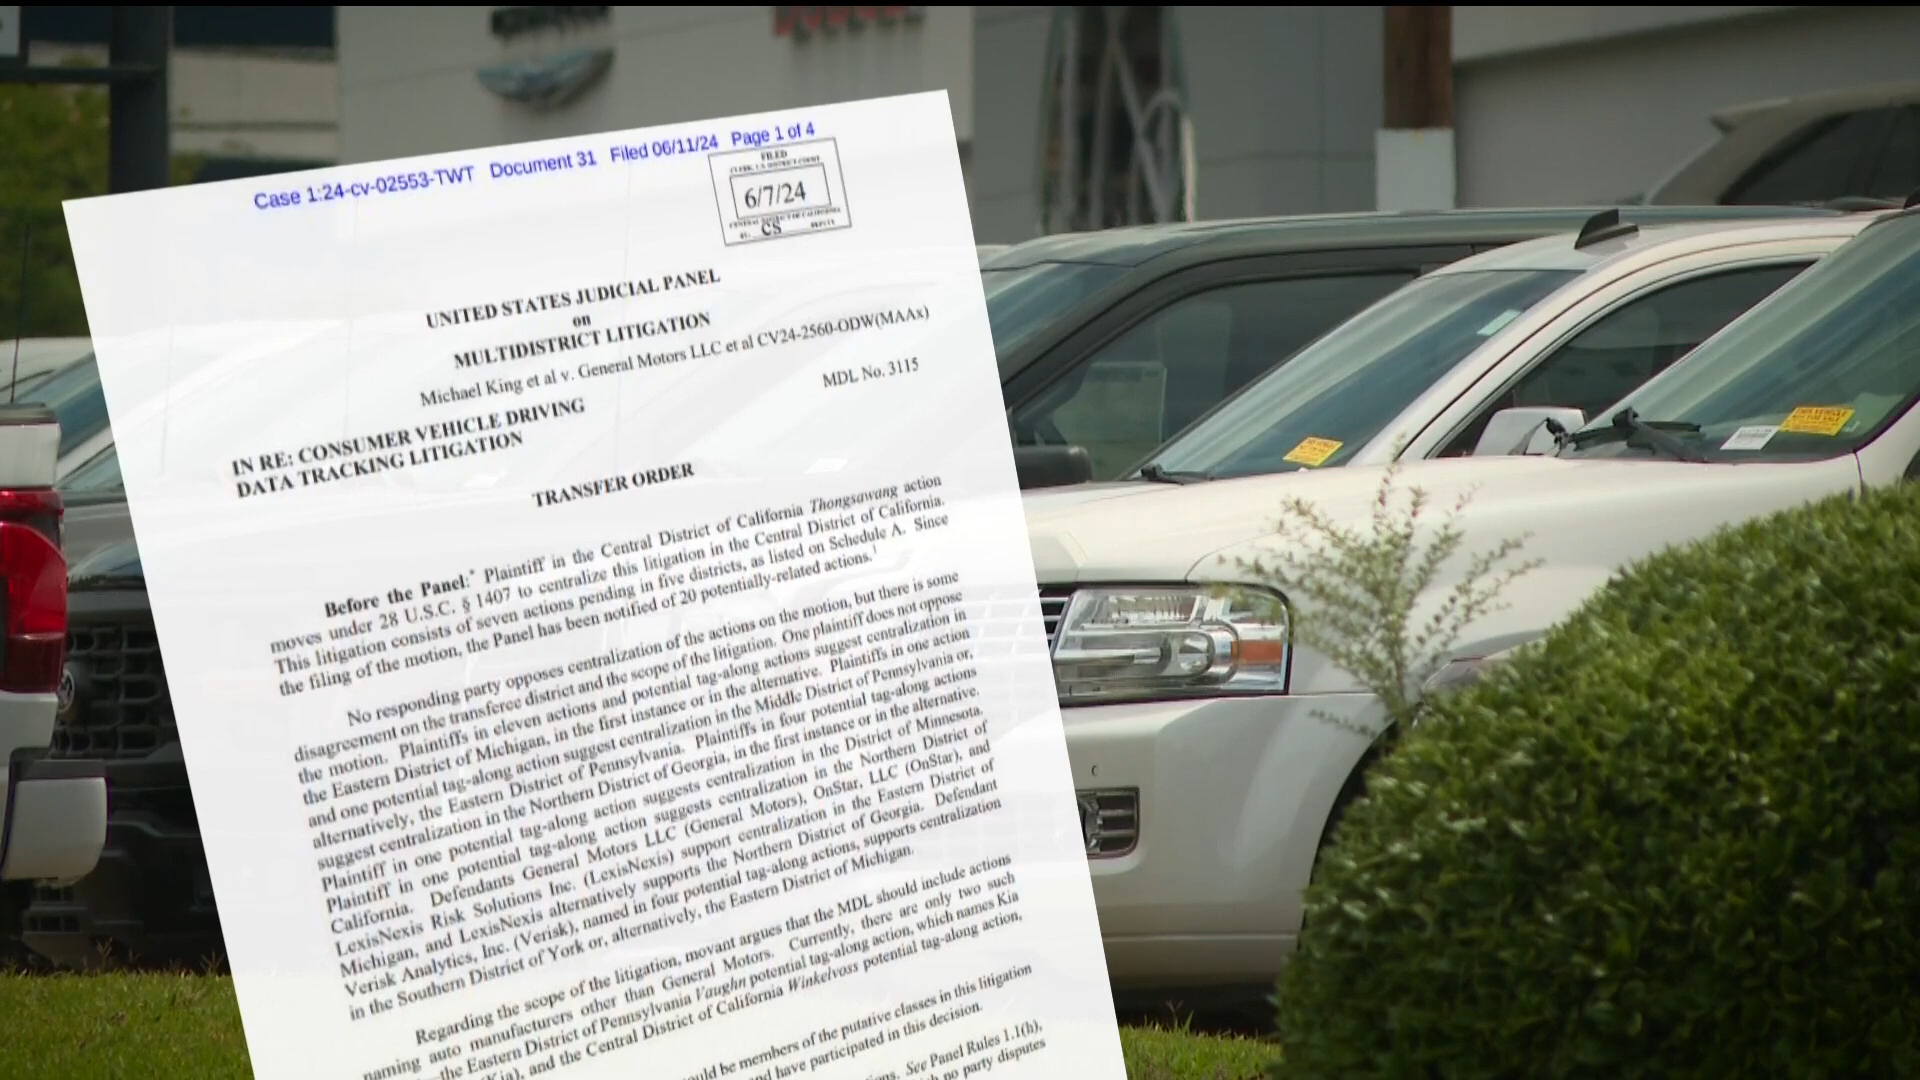 Case 1:24-cv-02553-TWT Document 31 Filed 06/11/24 Page 1 of 4
FILED
CLERK, U.S. DISTRICT COURT
6/7/24
CENTRAL DISTRICT OF CALIFORNIA
BY: CS DEPUTY
UNITED STATES JUDICIAL PANEL
on
MULTIDISTRICT LITIGATION
Michael King et al v. General Motors LLC et al CV24-2560-ODW(MAAx)
MDL No. 3115
IN RE: CONSUMER VEHICLE DRIVING
DATA TRACKING LITIGATION
TRANSFER ORDER
Before the Panel:* Plaintiff in the Central District of California Thongsawang action
moves under 28 U.S.C. § 1407 to centralize this litigation in the Central District of California.
This litigation consists of seven actions pending in five districts, as listed on Schedule A. Since
the filing of the motion, the Panel has been notified of 20 potentially-related actions.1
No responding party opposes centralization of the actions on the motion, but there is some
disagreement on the transferee district and the scope of the litigation. One plaintiff does not oppose
the motion. Plaintiffs in eleven actions and potential tag-along actions suggest centralization in
the Eastern District of Michigan, in the first instance or in the alternative. Plaintiffs in one action
and one potential tag-along action suggest centralization in the Middle District of Pennsylvania or,
alternatively, the Eastern District of Pennsylvania. Plaintiffs in four potential tag-along actions
suggest centralization in the Northern District of Georgia, in the first instance or in the alternative.
Plaintiff in one potential tag-along action suggests centralization in the District of Minnesota.
Plaintiff in one potential tag-along action suggests centralization in the Northern District of
California. Defendants General Motors LLC (General Motors), OnStar, LLC (OnStar), and
LexisNexis Risk Solutions Inc. (LexisNexis) support centralization in the Eastern District of
Michigan, and LexisNexis alternatively supports the Northern District of Georgia. Defendant
Verisk Analytics, Inc. (Verisk), named in four potential tag-along actions, supports centralization
in the Southern District of York or, alternatively, the Eastern District of Michigan.
Regarding the scope of the litigation, movant argues that the MDL should include actions
naming auto manufacturers other than General Motors. Currently, there are only two such
the Eastern District of Pennsylvania Vaughn potential tag-along action, which names Kia
(Kia), and the Central District of California Winkelvoss potential tag-along action,
be members of the putative classes in this litigation
and have participated in this decision.
See Panel Rules 1.1(h),
no party disputes